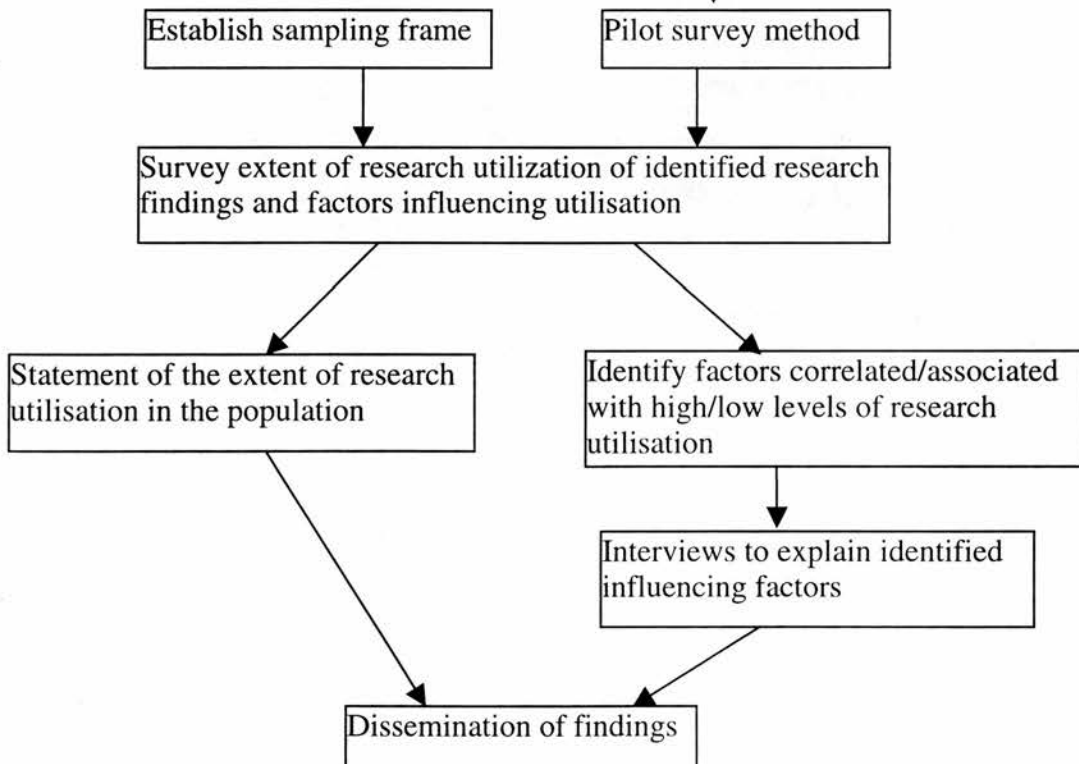 Establish sampling frame
Pilot survey method
Survey extent of research utilization of identified research
findings and factors influencing utilisation
Statement of the extent of research
utilisation in the population
Identify factors correlated/associated
with high/low levels of research
utilisation
Interviews to explain identified
influencing factors
Dissemination of findings